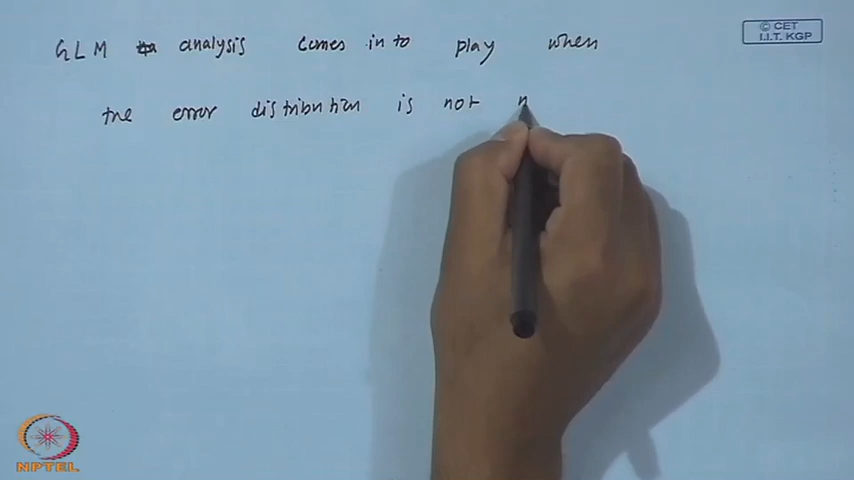 GLM analysis comes in to play when
the error distribution is not n
© CET
I.I.T. KGP
NPTEL